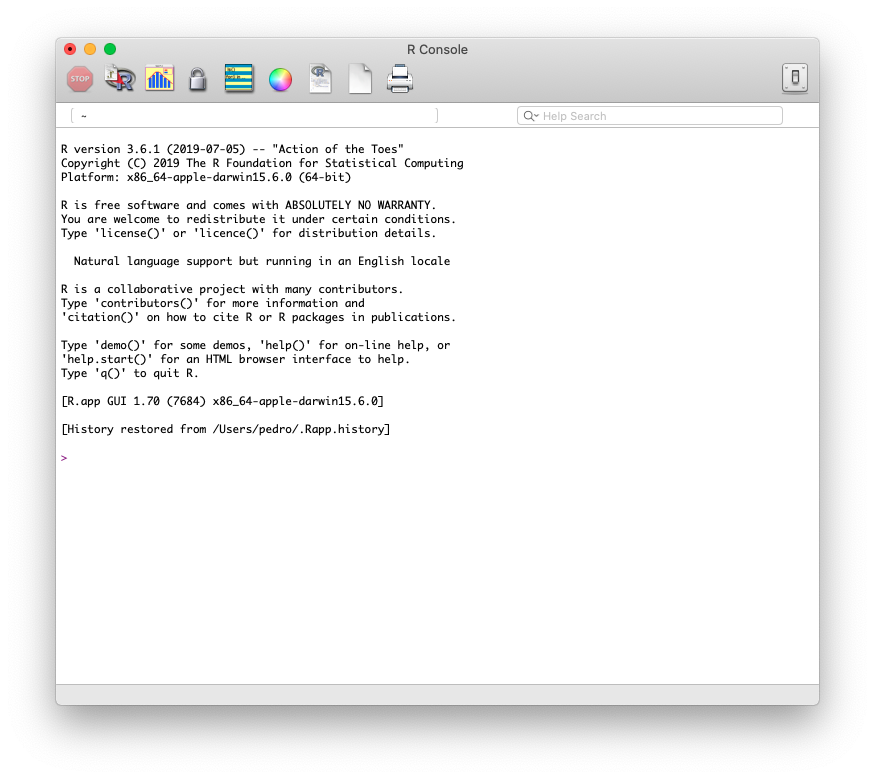 R Console
STOP
R
R
~
Help Search
R version 3.6.1 (2019-07-05) -- "Action of the Toes"
Copyright (C) 2019 The R Foundation for Statistical Computing
Platform: x86_64-apple-darwin15.6.0 (64-bit)
R is free software and comes with ABSOLUTELY NO WARRANTY.
You are welcome to redistribute it under certain conditions.
Type 'license()' or 'licence()' for distribution details.
Natural language support but running in an English locale
R is a collaborative project with many contributors.
Type 'contributors()' for more information and
'citation()' on how to cite R or R packages in publications.
Type 'demo()' for some demos, 'help()' for on-line help, or
'help.start()' for an HTML browser interface to help.
Type 'q()' to quit R.
[R.app GUI 1.70 (7684) x86_64-apple-darwin15.6.0]
[History restored from /Users/pedro/.Rapp.history]
>